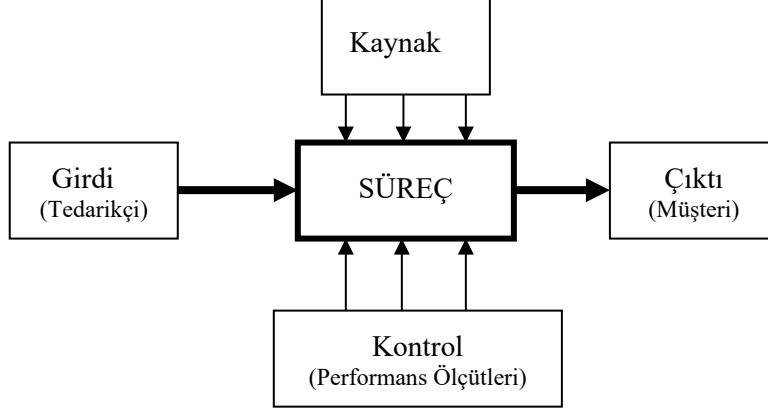 Kaynak
Girdi
(Tedarikçi)
SÜREÇ
Çıktı
(Müşteri)
Kontrol
(Performans Ölçütleri)